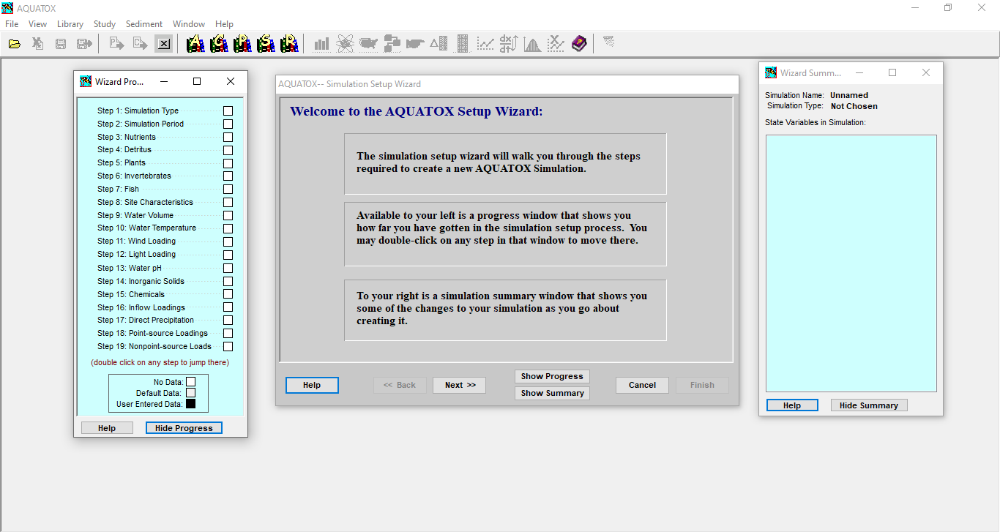 AQUATOX
File View Library Study Sediment Window Help
A C P S R
Wizard Pro...
Step 1: Simulation Type
Step 2: Simulation Period
Step 3: Nutrients
Step 4: Detritus
Step 5: Plants
Step 6: Invertebrates
Step 7: Fish
Step 8: Site Characteristics
Step 9: Water Volume
Step 10: Water Temperature
Step 11: Wind Loading
Step 12: Light Loading
Step 13: Water pH
Step 14: Inorganic Solids
Step 15: Chemicals
Step 16: Inflow Loadings
Step 17: Direct Precipitation
Step 18: Point-source Loadings
Step 19: Nonpoint-source Loads
(double click on any step to jump there)
No Data:
Default Data:
User Entered Data:
Help Hide Progress
AQUATOX-- Simulation Setup Wizard
Welcome to the AQUATOX Setup Wizard:
The simulation setup wizard will walk you through the steps
required to create a new AQUATOX Simulation.
Available to your left is a progress window that shows you
how far you have gotten in the simulation setup process. You
may double-click on any step in that window to move there.
To your right is a simulation summary window that shows you
some of the changes to your simulation as you go about
creating it.
Help << Back Next >> Show Progress Cancel Finish
Show Summary
Wizard Summ...
Simulation Name: Unnamed
Simulation Type: Not Chosen
State Variables in Simulation:
Help Hide Summary